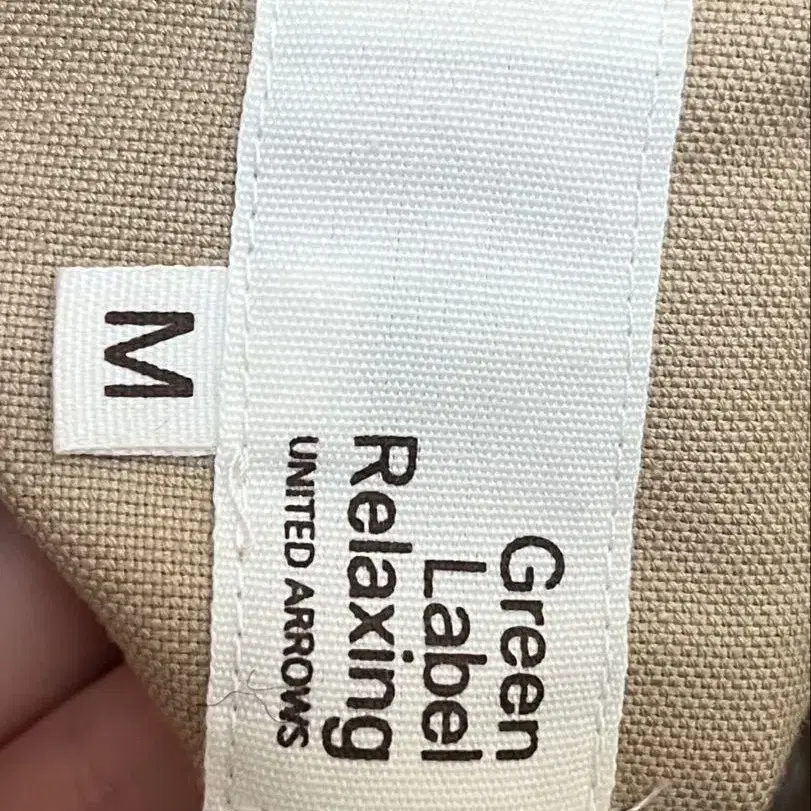 Green
Label
Relaxing
UNITED ARROWS
M